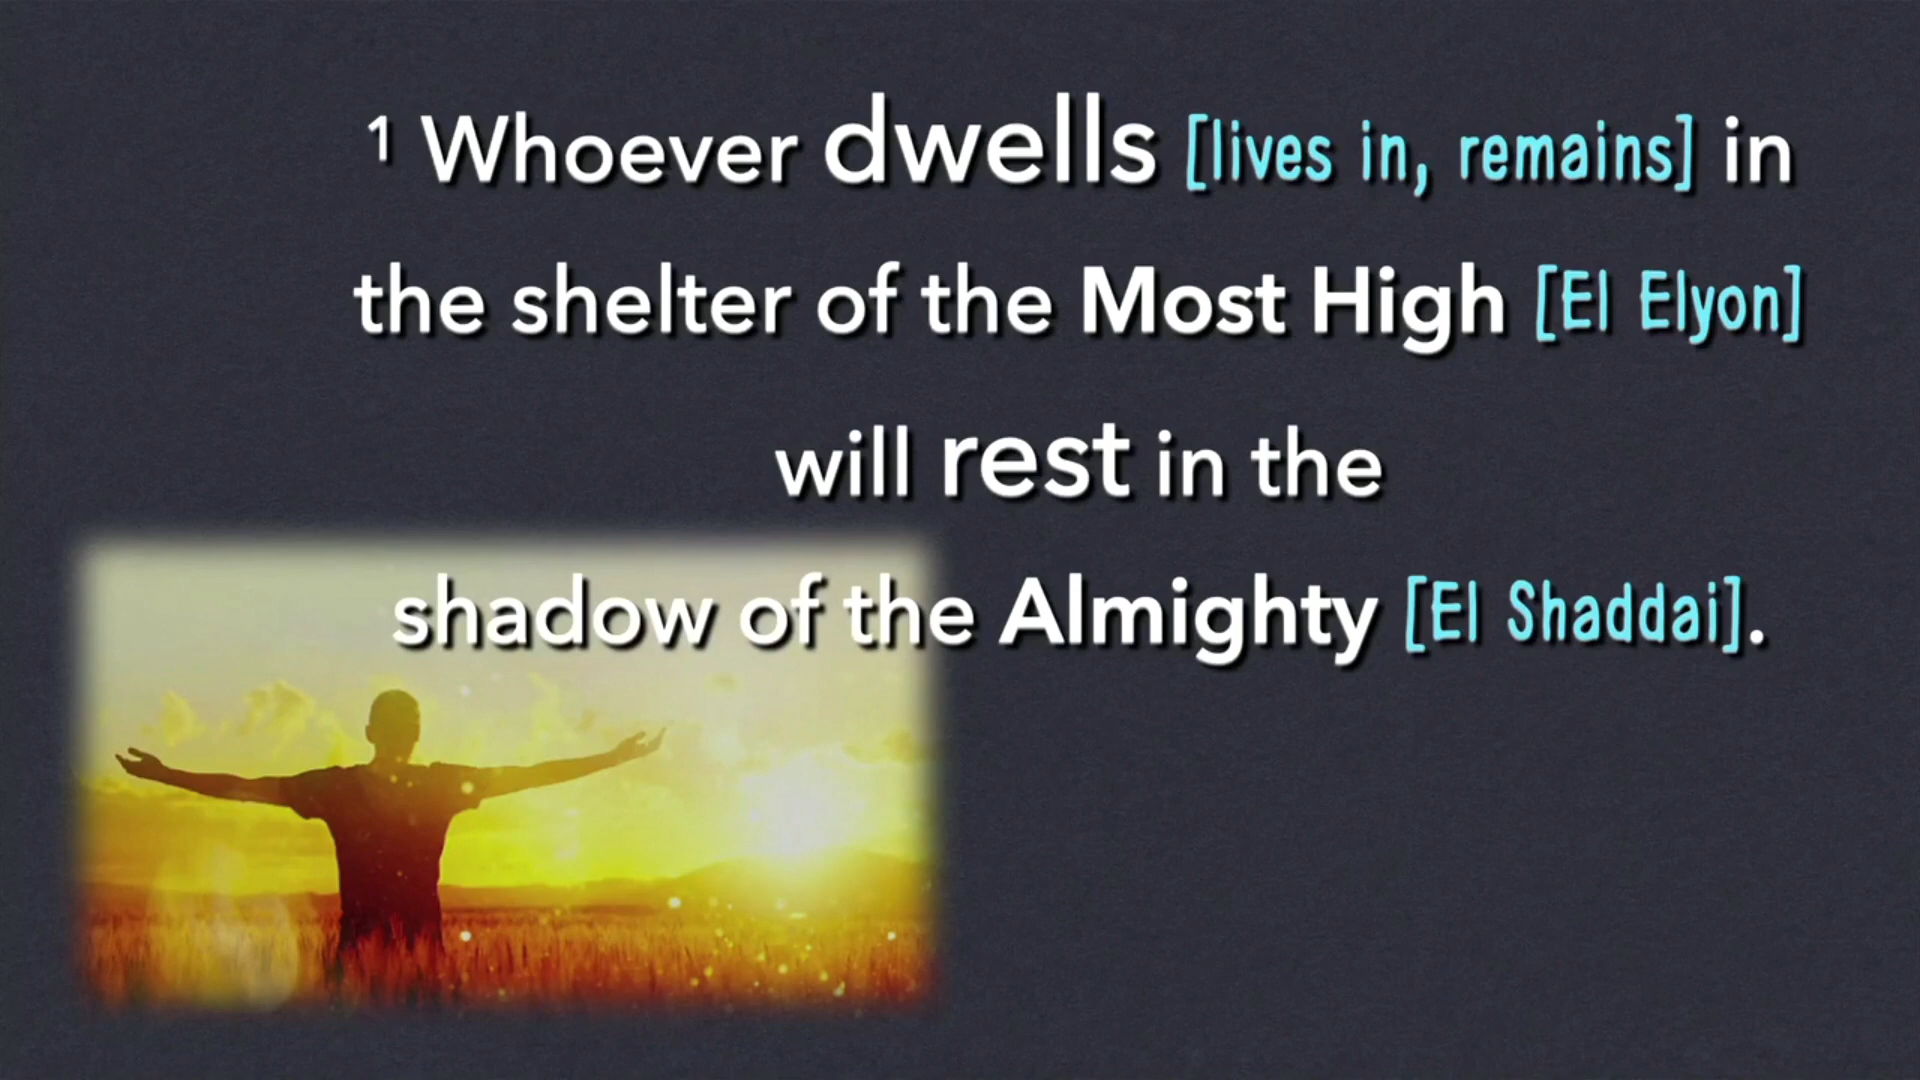 ¹ Whoever dwells [lives in, remains] in
the shelter of the Most High [El Elyon]
will rest in the
shadow of the Almighty [El Shaddai].